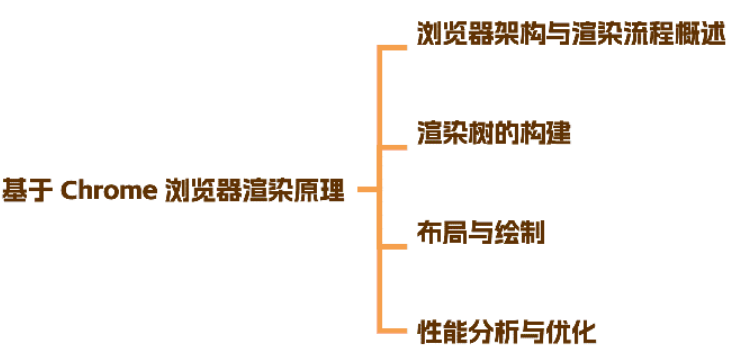 浏览器架构与渲染流程概述
渲染树的构建
基于 Chrome 浏览器渲染原理
布局与绘制
性能分析与优化